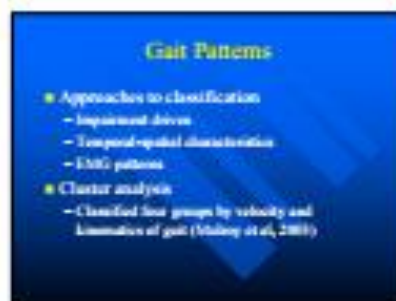 Gait Patterns
Approaches to classification
– Impairment driven
– Temporal-spatial characteristics
– EMG patterns
Cluster analysis
– Classified four groups by velocity and
kinematics of gait (et al, 2003)